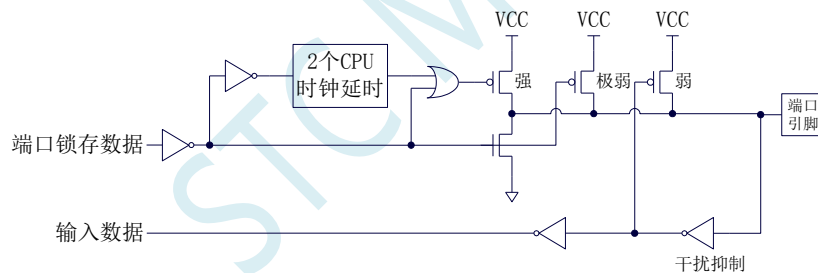 VCC VCC VCC
2个CPU
时钟延时
强
极弱
弱
端口
引脚
端口锁存数据
输入数据
干扰抑制
STCM